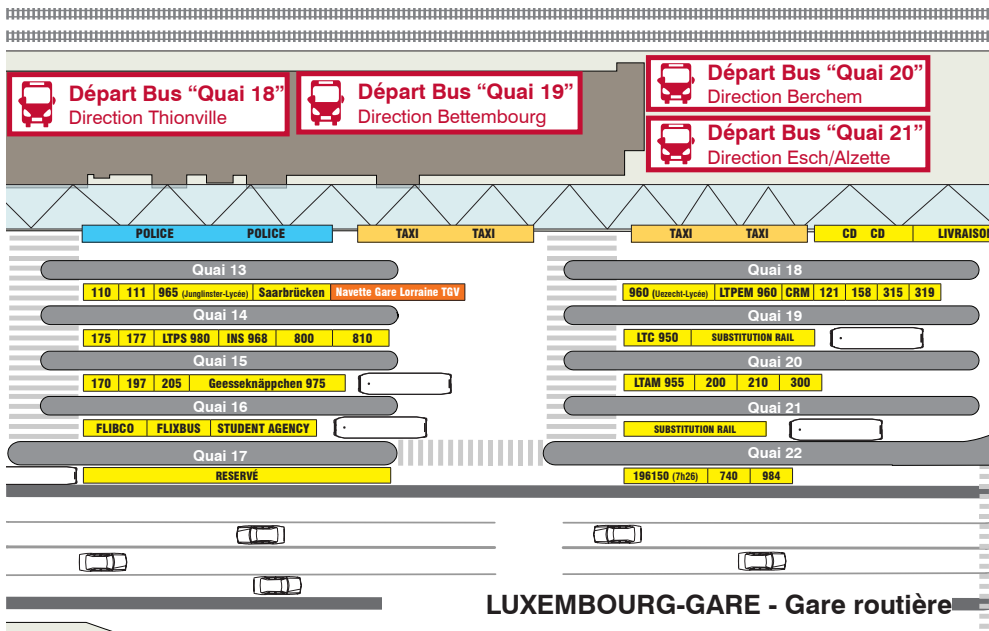 Départ Bus “Quai 18”
Direction Thionville
Départ Bus “Quai 19”
Direction Bettembourg
Départ Bus “Quai 20”
Direction Berchem
Départ Bus “Quai 21”
Direction Esch/Alzette
POLICE POLICE TAXI TAXI TAXI TAXI CD CD
Quai 13
110 111 965 (Junglinster-Lycée) Saarbrücken Navette Gare Lorraine TGV
Quai 14
175 177 LTPS 980 INS 968 800 810
Quai 15
170 197 205 Geesseknäppchen 975
Quai 16
FLIBCO FLIXBUS STUDENT AGENCY
Quai 17
RESERVÉ
Quai 18
960 (Uezecht-Lycée) LTPEM 960 CRM 121 158 315 319
Quai 19
LTC 950 SUBSTITUTION RAIL
Quai 20
LTAM 955 200 210 300
Quai 21
SUBSTITUTION RAIL
Quai 22
196150 (7h26) 740 984
LUXEMBOURG-GARE - Gare routière